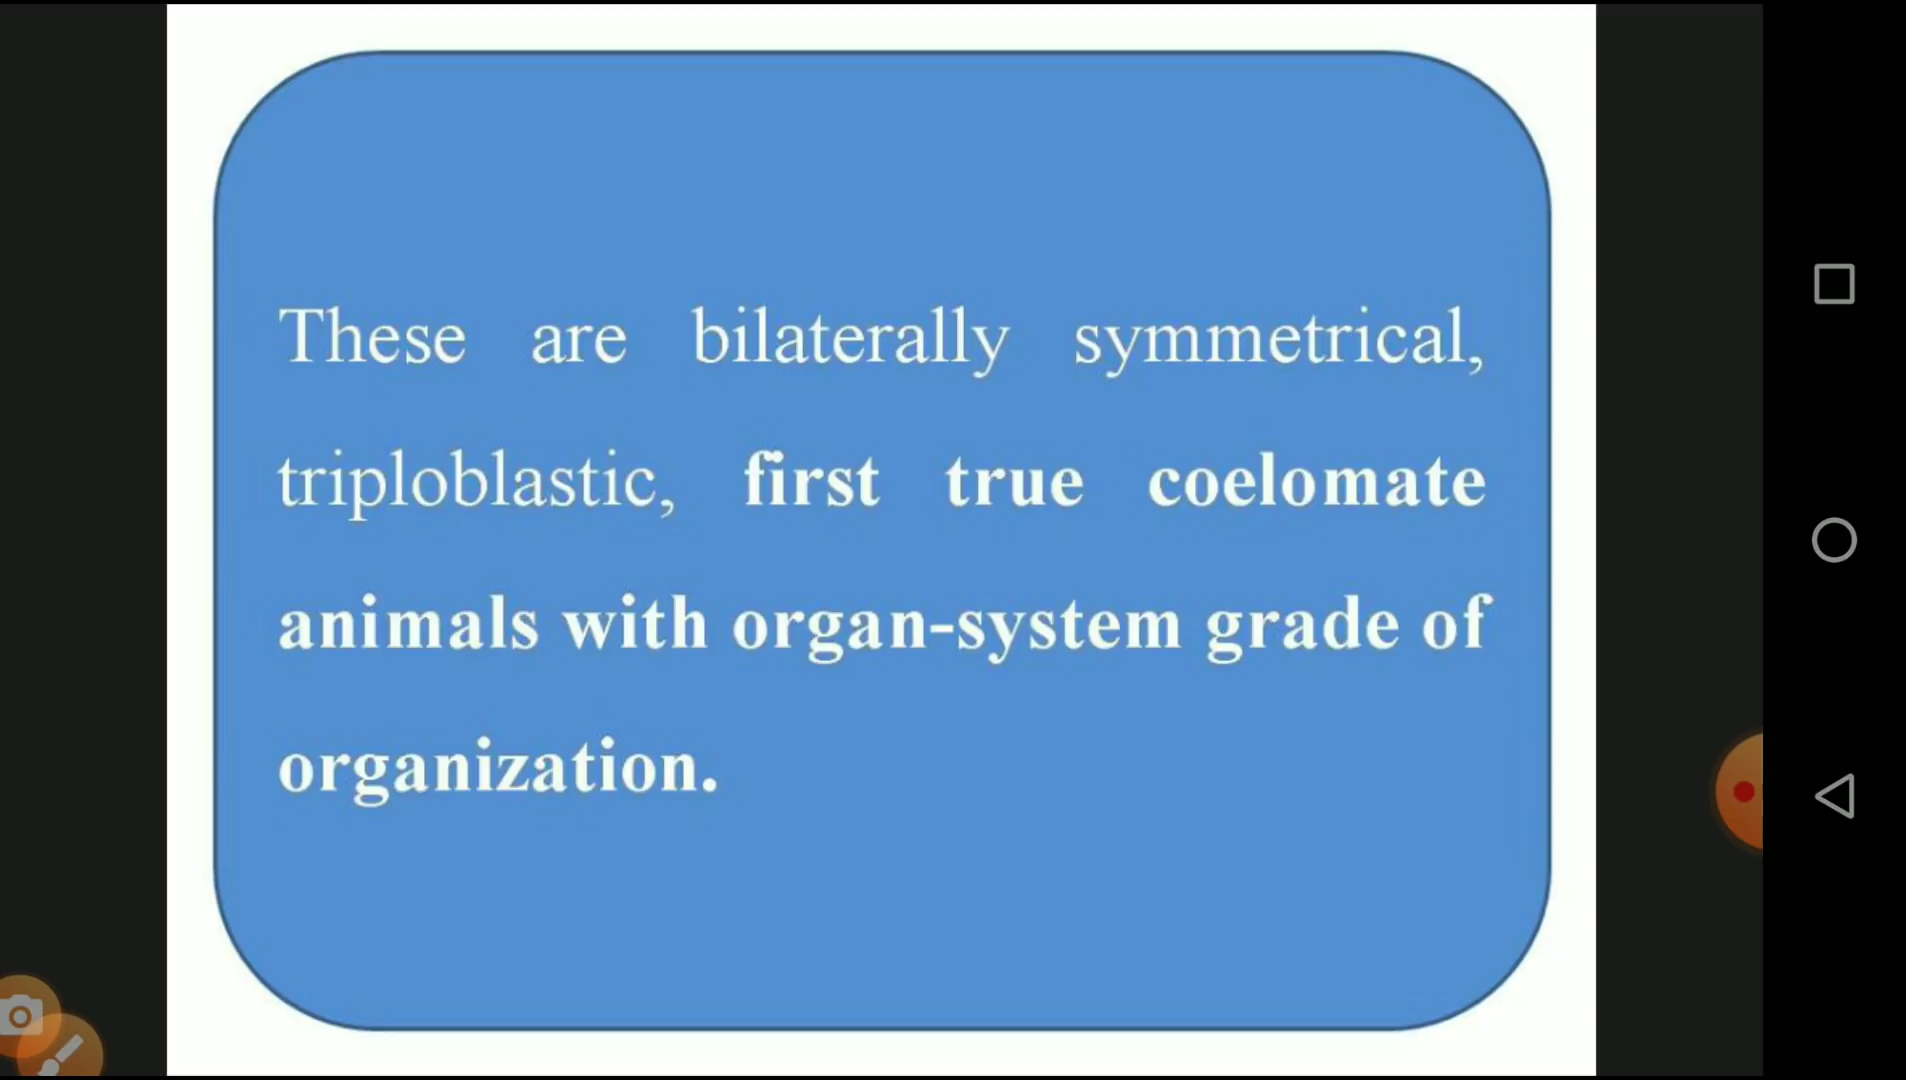 These are bilaterally symmetrical,
triploblastic, first true coelomate
animals with organ-system grade of
organization.